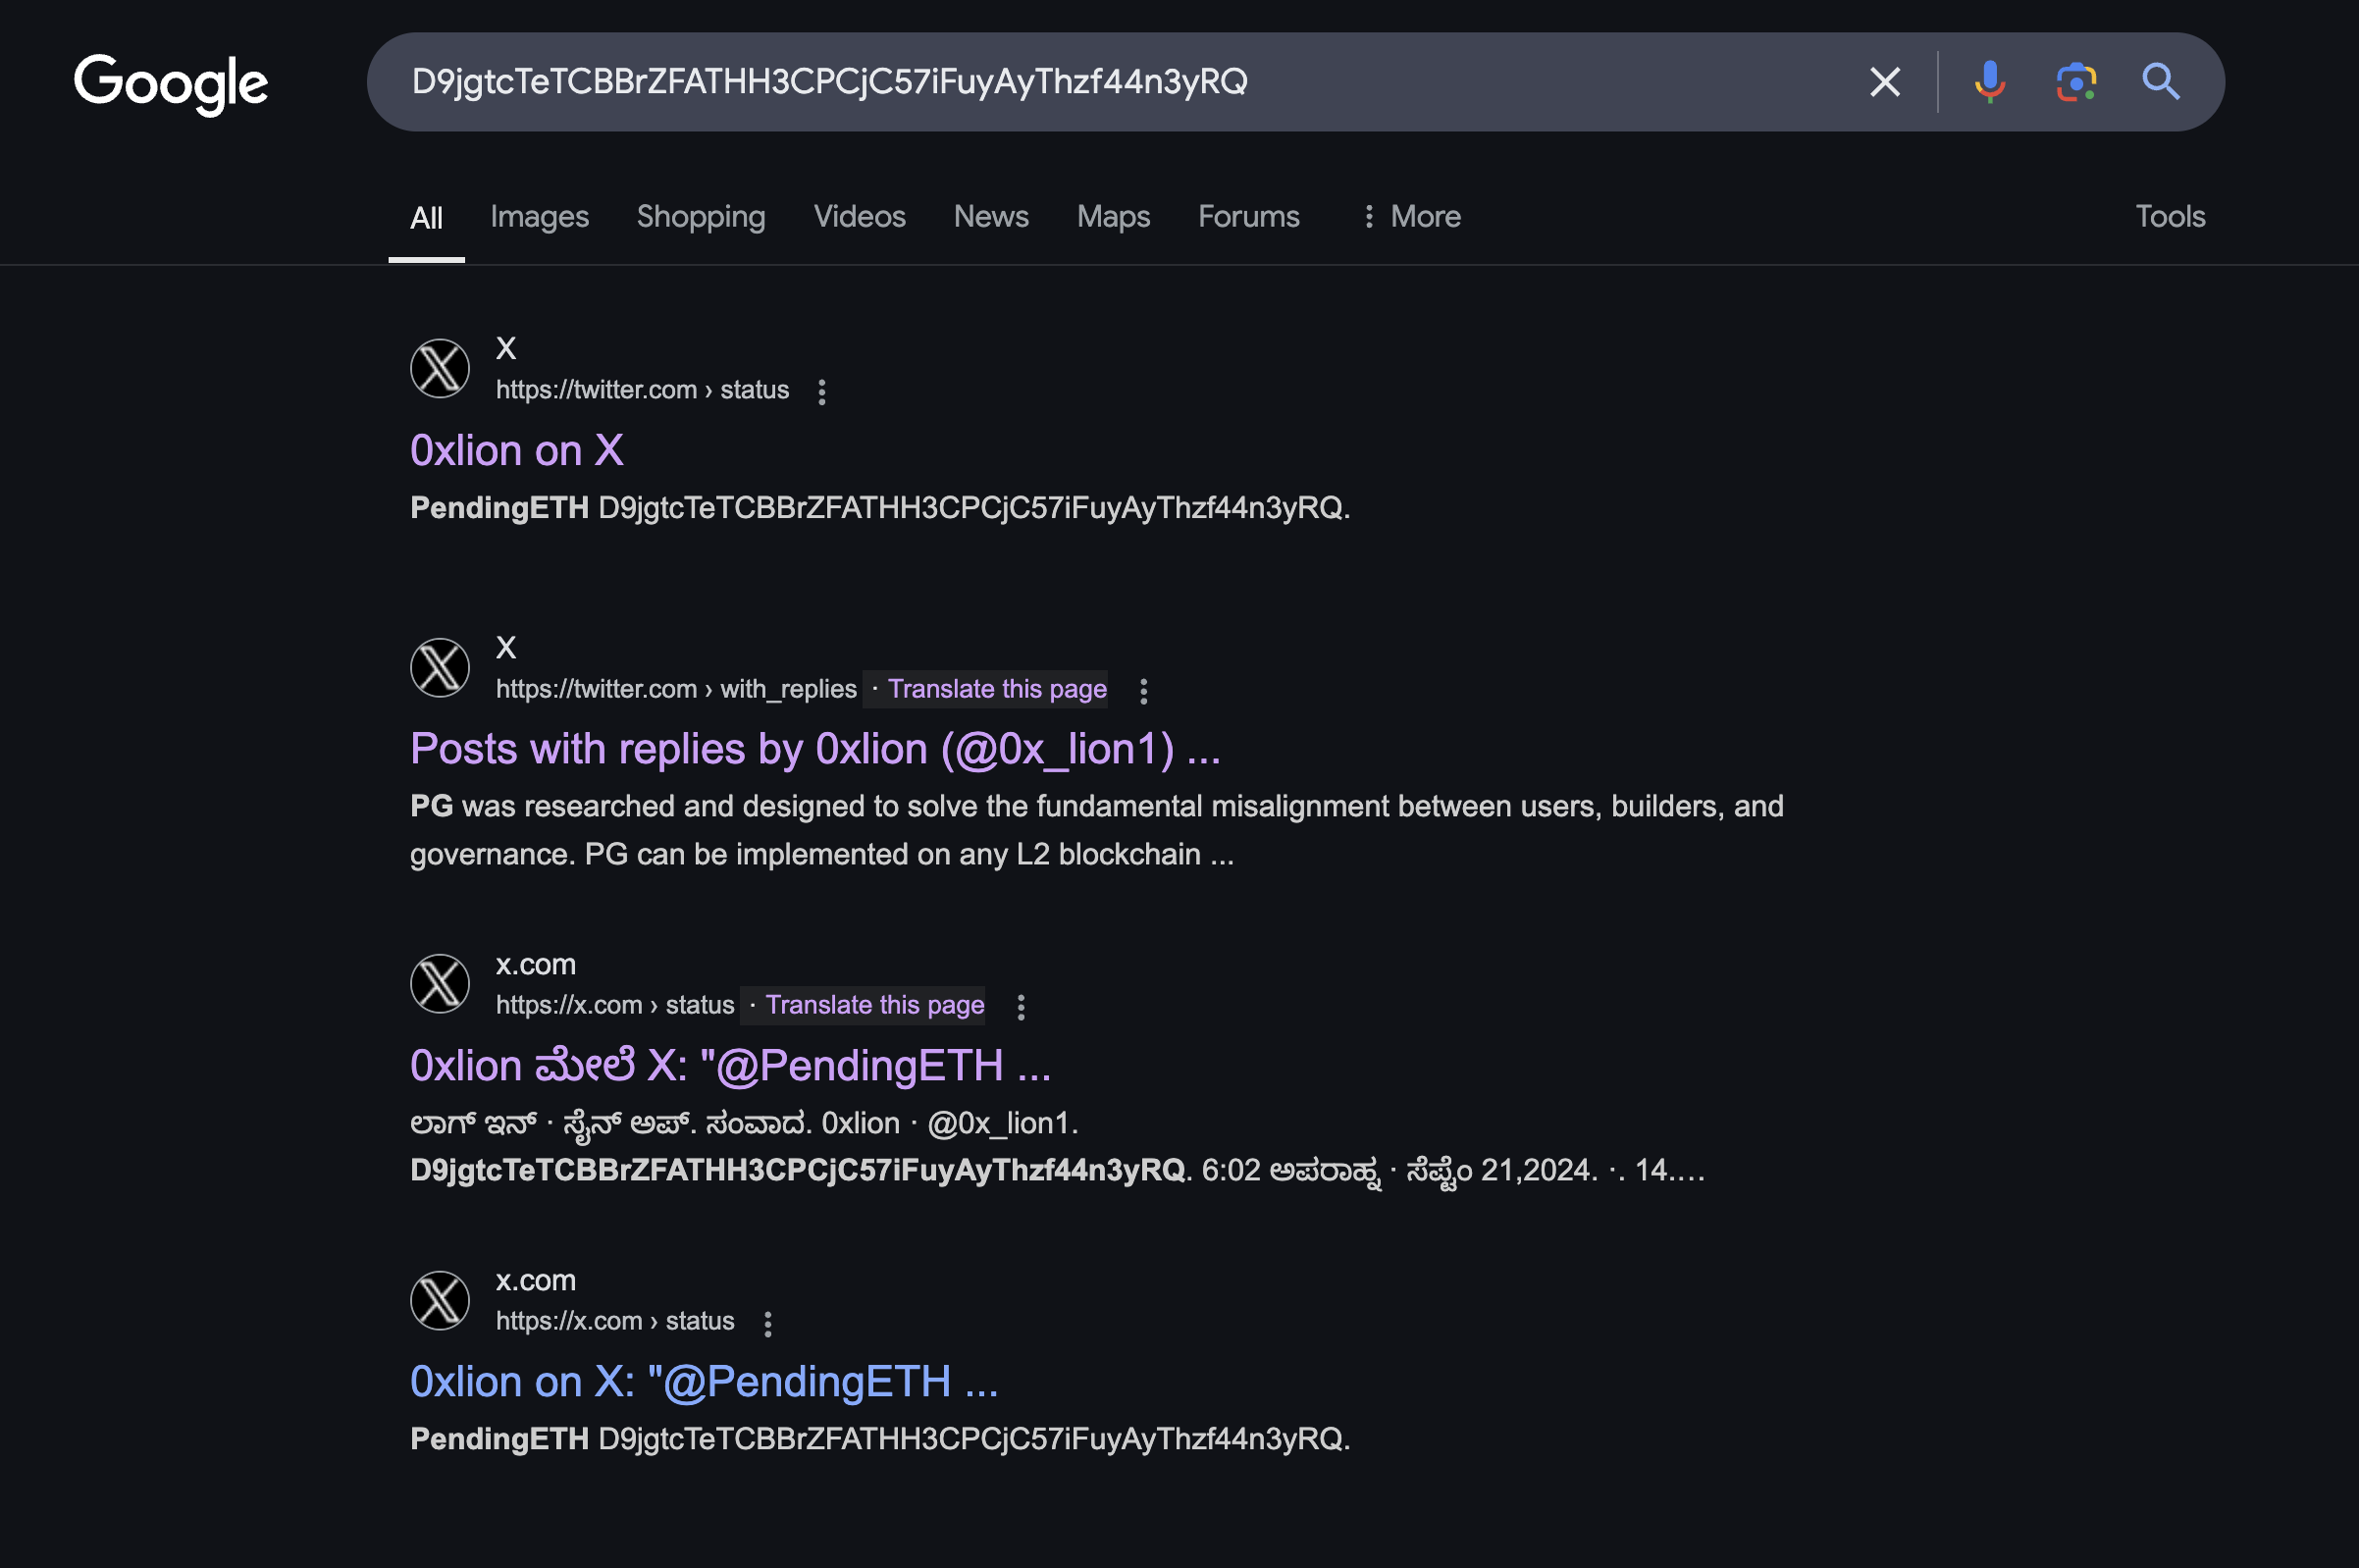 Google
D9jgtcTeTCBBrZFATHH3CPCjC57iFuyAyThzf44n3yRQ
All Images Shopping Videos News Maps Forums More Tools
X
https://twitter.com › status
0xlion on X
PendingETH D9jgtcTeTCBBrZFATHH3CPCjC57iFuyAyThzf44n3yRQ.
X
https://twitter.com › with_replies · Translate this page
Posts with replies by 0xlion (@0x_lion1) ...
PG was researched and designed to solve the fundamental misalignment between users, builders, and
governance. PG can be implemented on any L2 blockchain ...
x.com
https://x.com › status · Translate this page
0xlion ಮೇಲೆ X: "@PendingETH ...
ಲಾಗ್ ಇನ್ · ಸೈನ್ ಅಪ್. ಸಂವಾದ. 0xlion · @0x_lion1.
D9jgtcTeTCBBrZFATHH3CPCjC57iFuyAyThzf44n3yRQ. 6:02 ಅಪರಾಹ್ನ · ಸೆಪ್ಟೆಂ 21,2024. ·. 14.…
x.com
https://x.com › status
0xlion on X: "@PendingETH ...
PendingETH D9jgtcTeTCBBrZFATHH3CPCjC57iFuyAyThzf44n3yRQ.